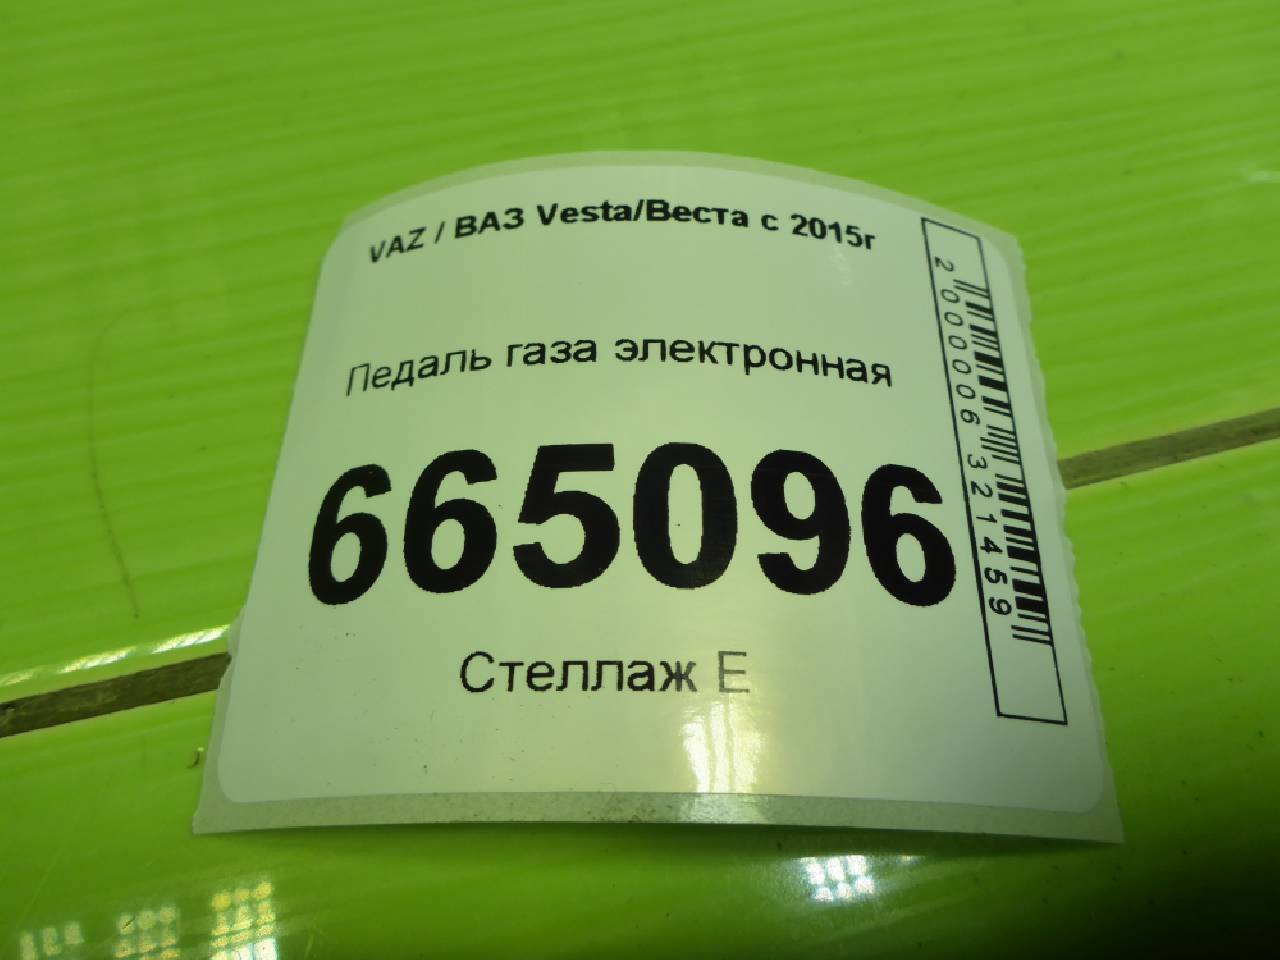 VAZ / ВАЗ Vesta/Веста с 2015г
Педаль газа электронная
665096
Стеллаж Е
2000006321459